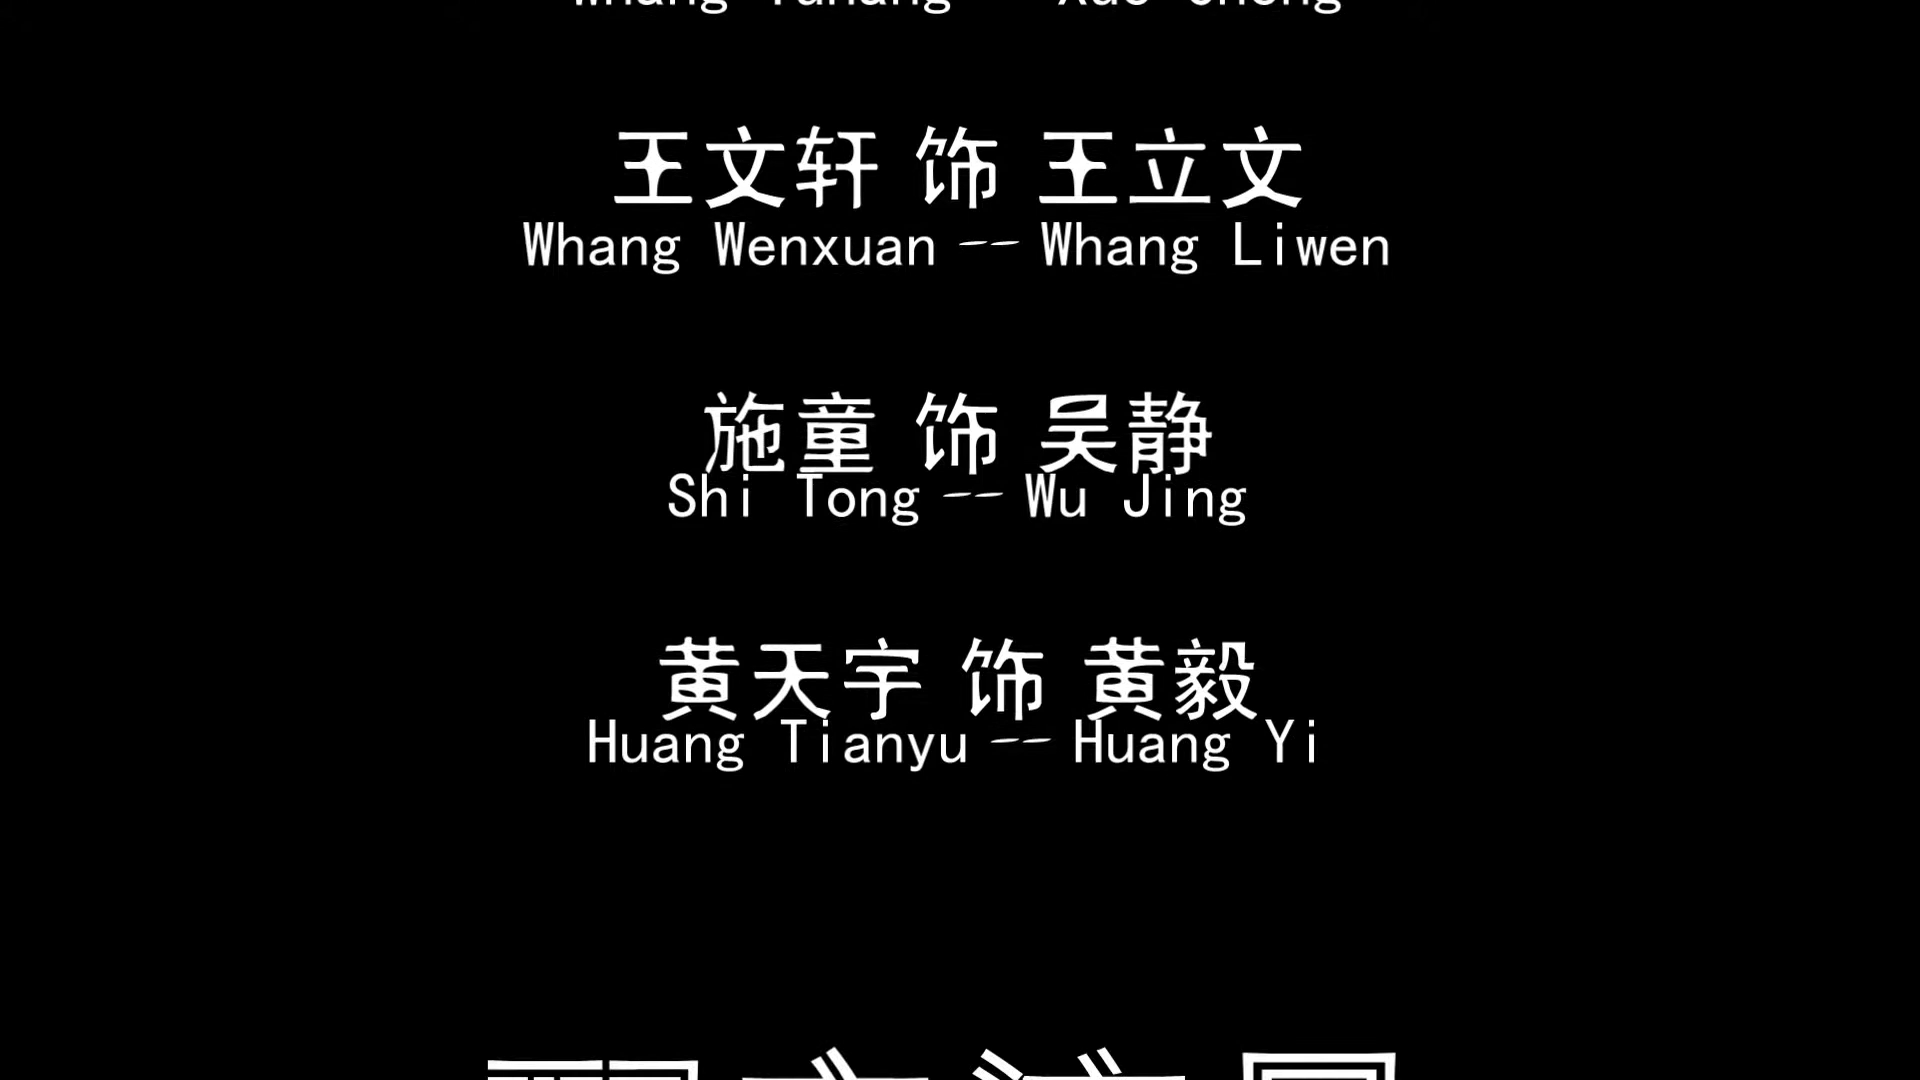 王文轩 饰 王立文
Whang Wenxuan -- Whang Liwen
施童 饰 吴静
Shi Tong -- Wu Jing
黄天宇 饰 黄毅
Huang Tianyu -- Huang Yi